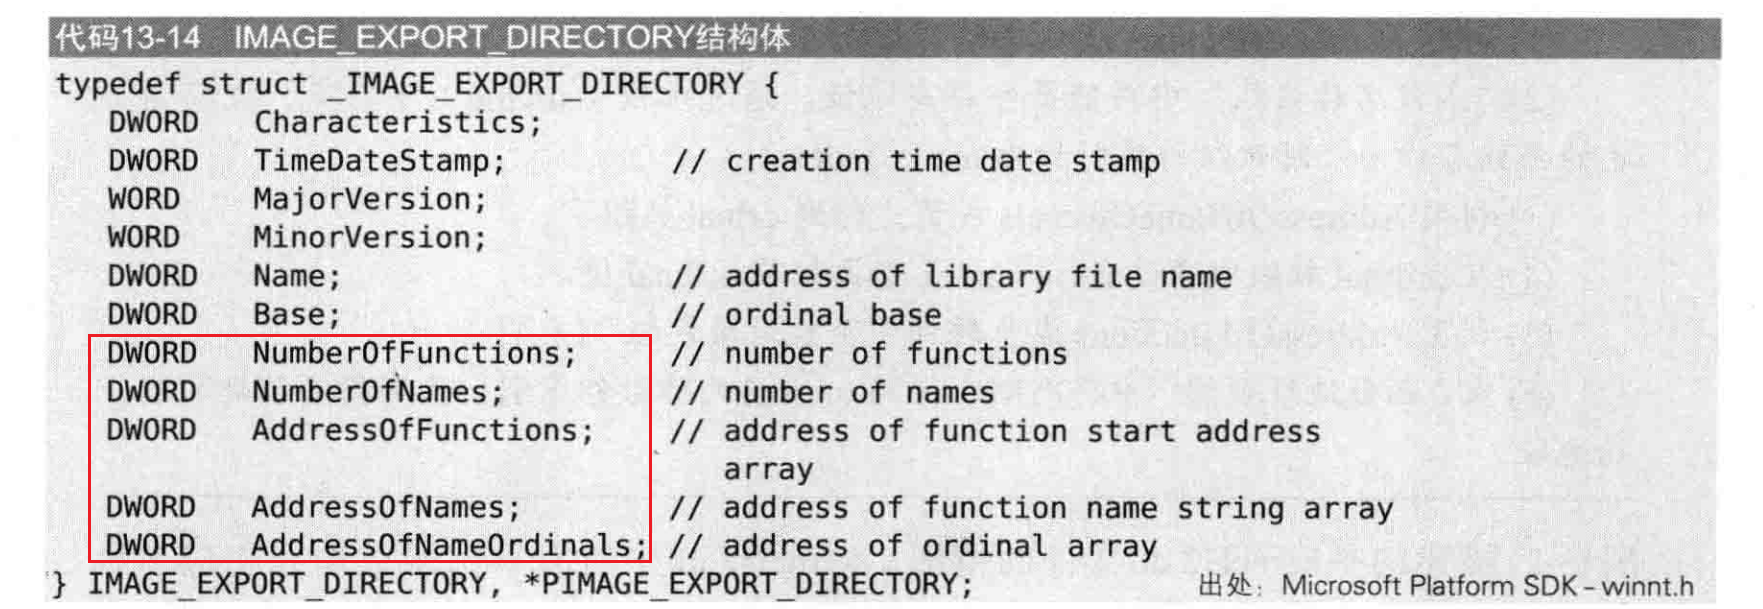 代码13-14 IMAGE_EXPORT_DIRECTORY结构体
typedef struct _IMAGE_EXPORT_DIRECTORY {
DWORD Characteristics;
DWORD TimeDateStamp; // creation time date stamp
WORD MajorVersion;
WORD MinorVersion;
DWORD Name; // address of library file name
DWORD Base; // ordinal base
DWORD NumberOfFunctions; // number of functions
DWORD NumberOfNames; // number of names
DWORD AddressOfFunctions; // address of function start address
array
DWORD AddressOfNames; // address of function name string array
DWORD AddressOfNameOrdinals; // address of ordinal array
} IMAGE_EXPORT_DIRECTORY, *PIMAGE_EXPORT_DIRECTORY;
出处：Microsoft Platform SDK – winnt.h